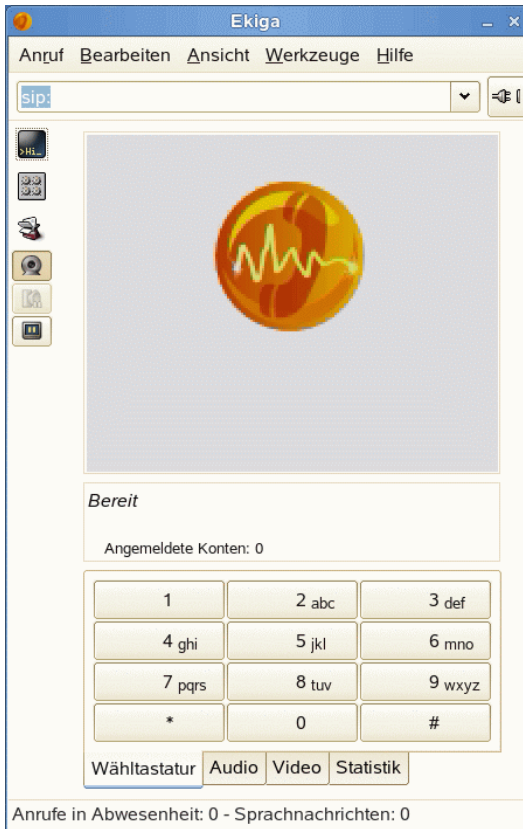 Ekiga
Anruf Bearbeiten Ansicht Werkzeuge Hilfe
sip:
>Hi_
Bereit
Angemeldete Konten: 0
1 2 abc 3 def
4 ghi 5 jkl 6 mno
7 pqrs 8 tuv 9 wxyz
* 0 #
Wähltastatur Audio Video Statistik
Anrufe in Abwesenheit: 0 - Sprachnachrichten: 0